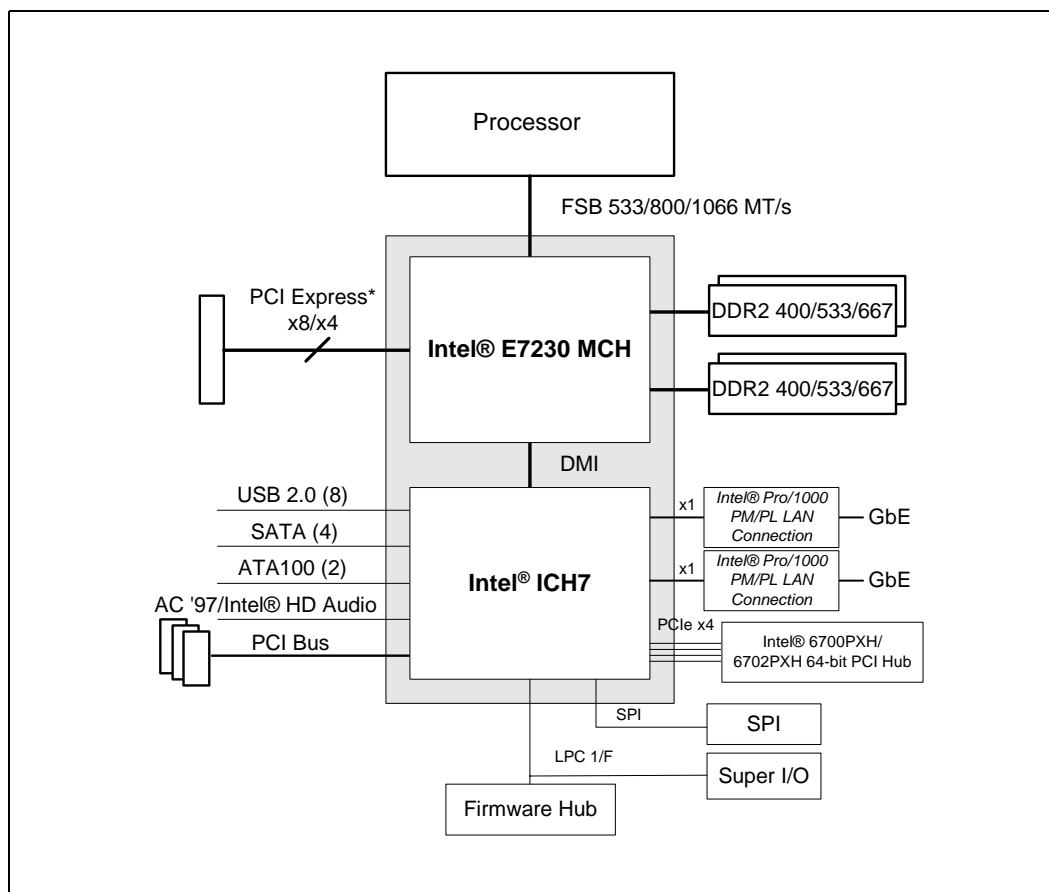 Processor
FSB 533/800/1066 MT/s
PCI Express*
x8/x4
Intel® E7230 MCH
DDR2 400/533/667
DDR2 400/533/667
DMI
USB 2.0 (8)
SATA (4)
ATA100 (2)
AC '97/Intel® HD Audio
PCI Bus
Intel® ICH7
x1
Intel® Pro/1000
PM/PL LAN
Connection
GbE
x1
Intel® Pro/1000
PM/PL LAN
Connection
GbE
PCIe x4
Intel® 6700PXH/
6702PXH 64-bit PCI Hub
SPI
SPI
LPC 1/F
Super I/O
Firmware Hub